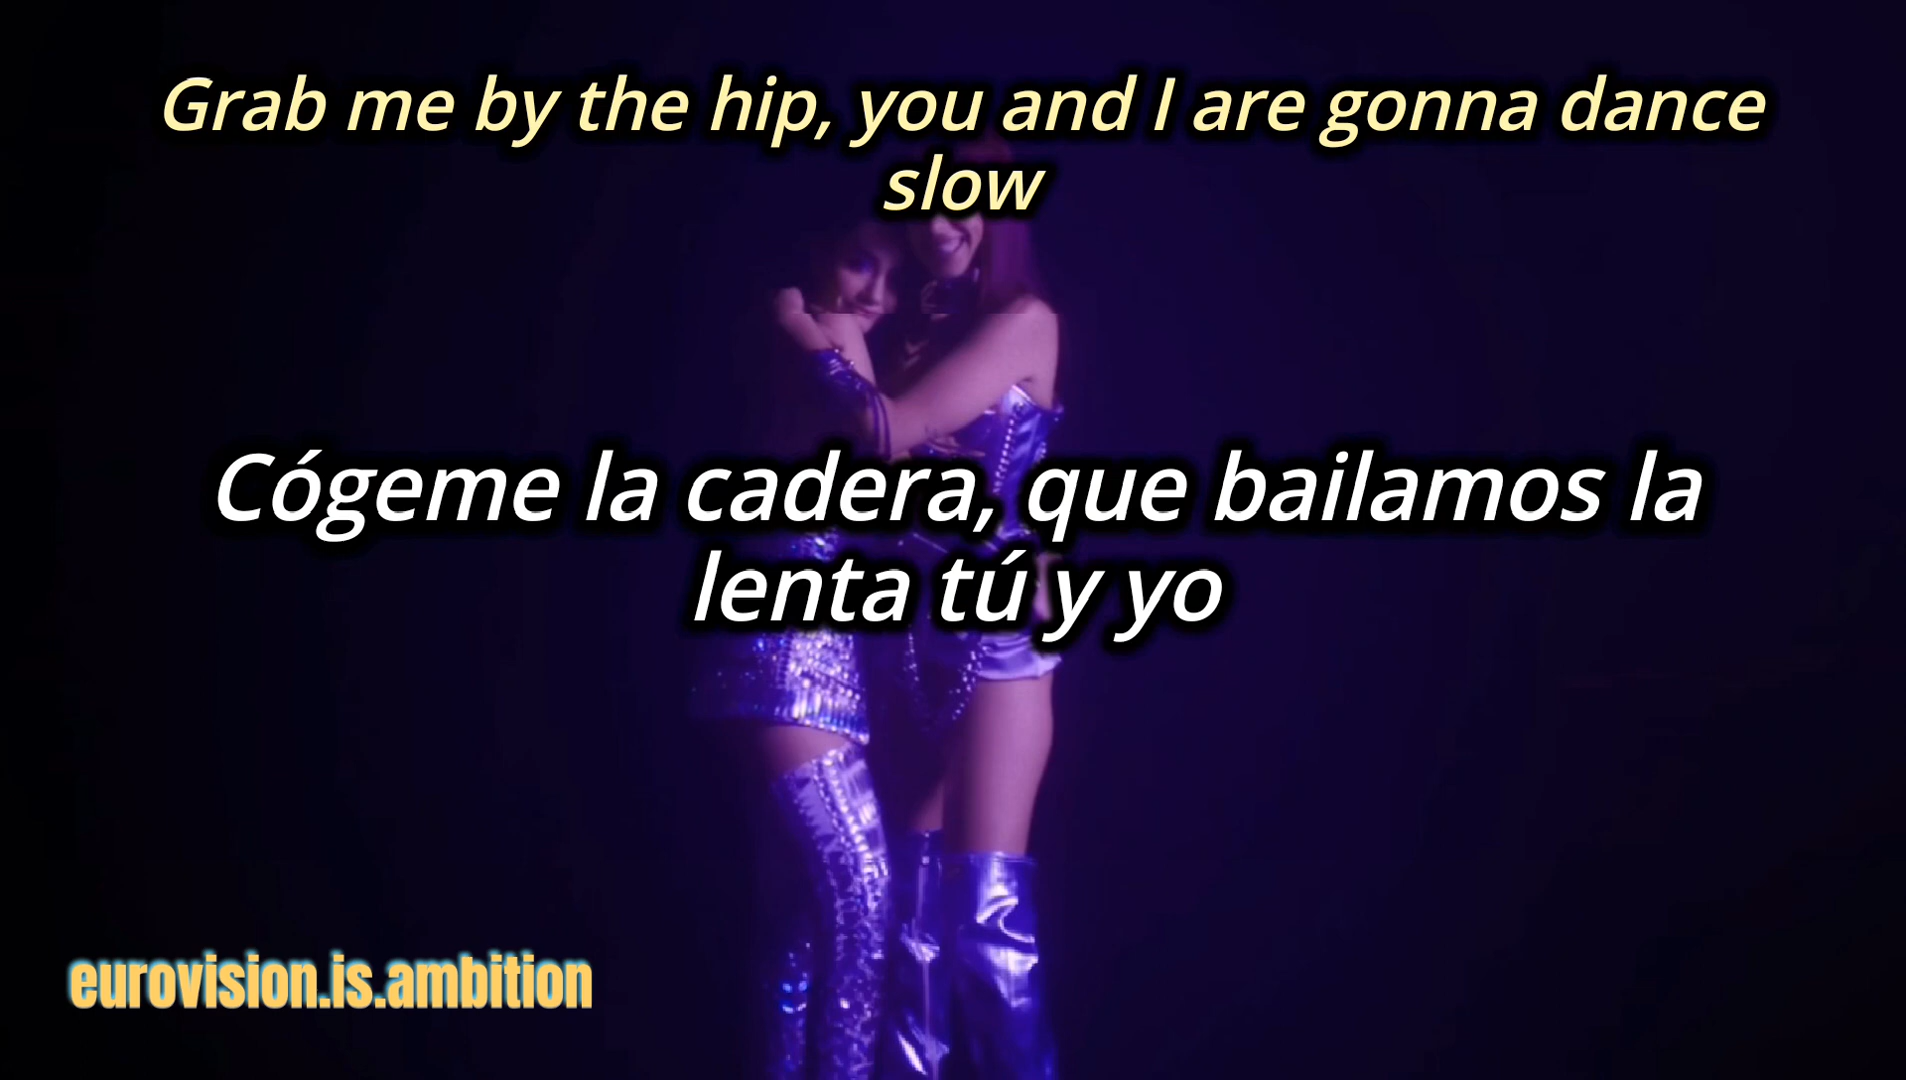 Grab me by the hip, you and I are gonna dance
slow
Cógeme la cadera, que bailamos la
lenta tú y yo
eurovision.is.ambition